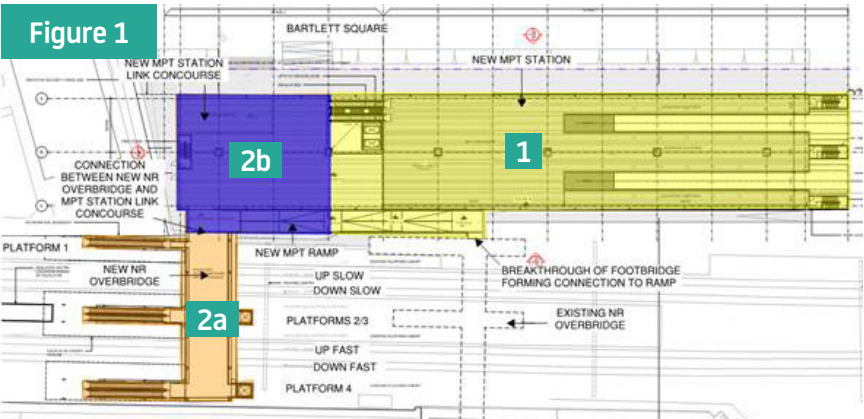 Figure 1
BARTLETT SQUARE
NEW MPT STATION
LINK CONCOURSE
NEW MPT STATION
2b
1
CONNECTION
BETWEEN NEW NR
OVERBRIDGE AND
MPT STATION LINK
CONCOURSE
PLATFORM 1
NEW MPT RAMP
NEW NR
OVERBRIDGE
UP SLOW
DOWN SLOW
BREAKTHROUGH OF FOOTBRIDGE
FORMING CONNECTION TO RAMP
2a
PLATFORMS 2/3
EXISTING NR
OVERBRIDGE
UP FAST
DOWN FAST
PLATFORM 4